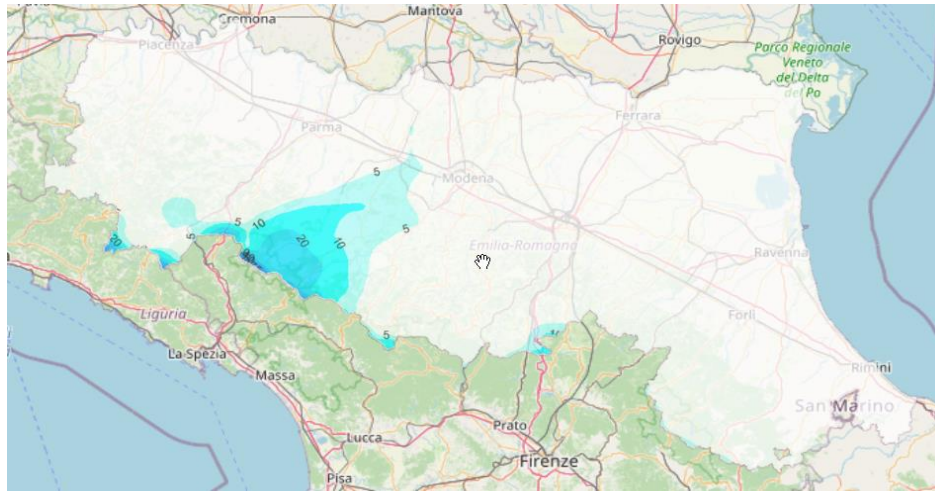 Cremona
Mantova
Piacenza
Rovigo
Parco Regionale
Veneto
del Delta
del Po
Ferrara
Parma
5
Modena
5
10
5
20
10
20
5
Emilia-Romagna
Ravenna
Liguria
Forlì
5
La Spezia
Rimini
Massa
San Marino
Prato
Lucca
Firenze
Pisa